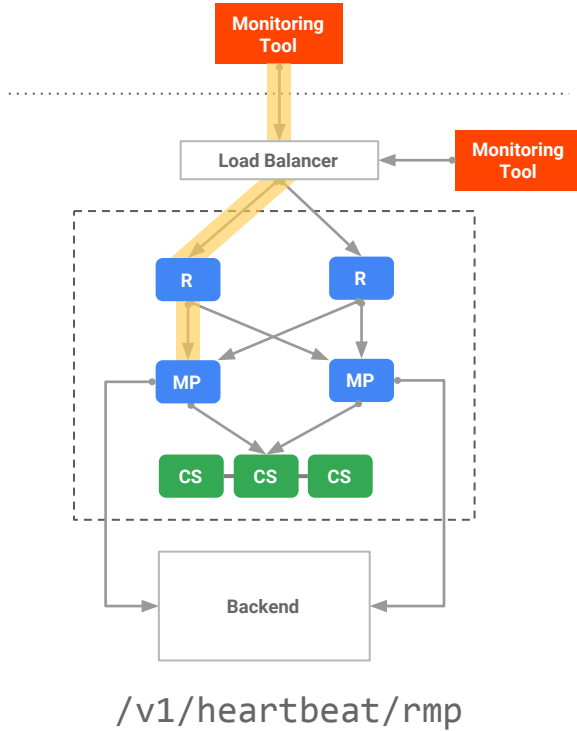 Monitoring
Tool
Load Balancer
Monitoring
Tool
R
R
MP
MP
CS
CS
CS
Backend
/v1/heartbeat/rmp